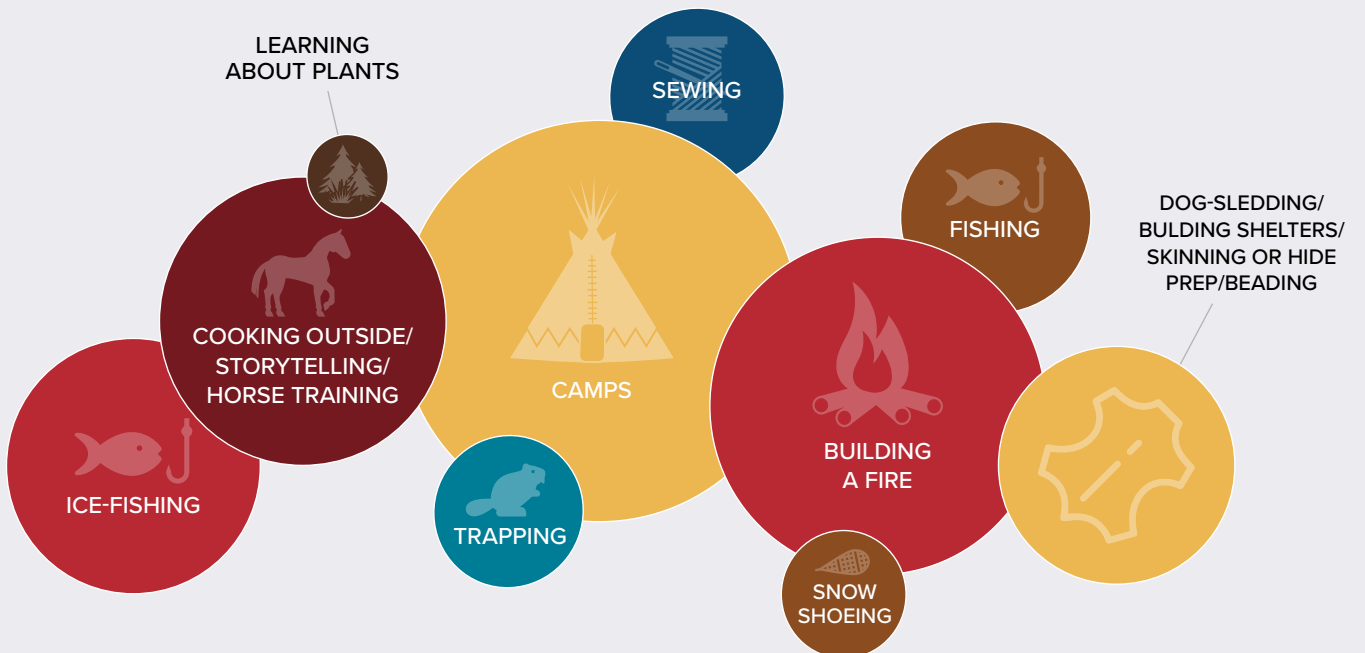 LEARNING
ABOUT PLANTS
SEWING
FISHING
DOG-SLEDDING/
BULDING SHELTERS/
SKINNING OR HIDE
PREP/BEADING
COOKING OUTSIDE/
STORYTELLING/
HORSE TRAINING
CAMPS
BUILDING
A FIRE
ICE-FISHING
TRAPPING
SNOW
SHOEING